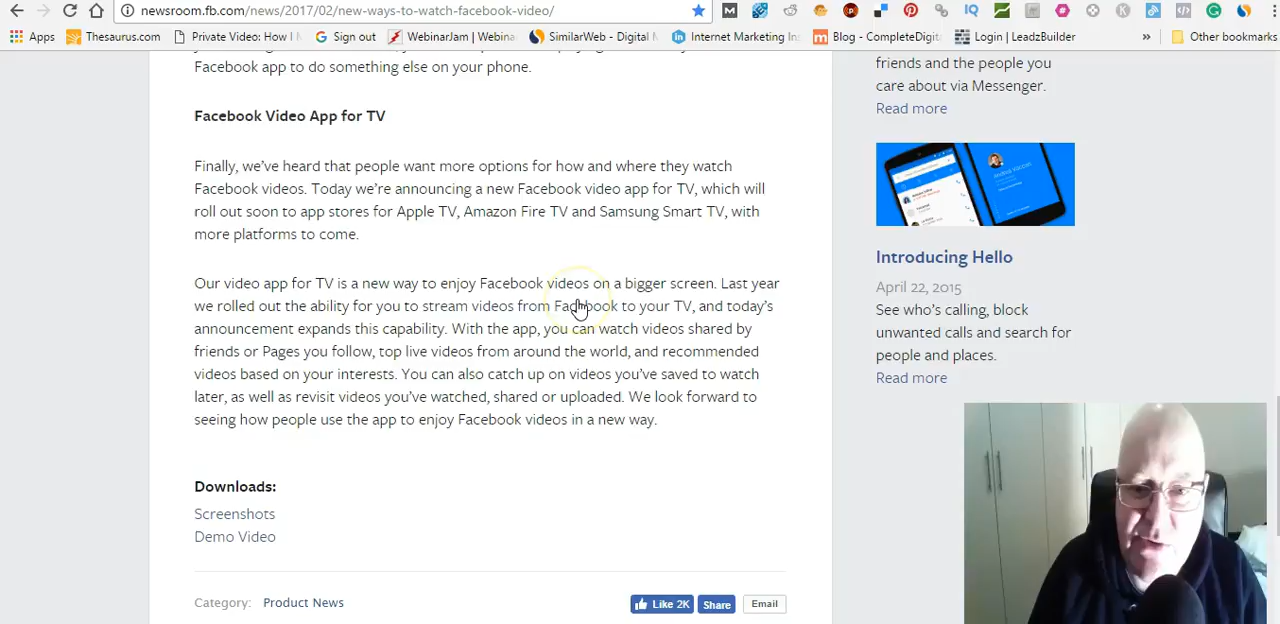 newsroom.fb.com/news/2017/02/new-ways-to-watch-facebook-video/
Apps Thesaurus.com Private Video: How I Sign out WebinarJam | Webina SimilarWeb - Digital Internet Marketing In Blog - CompleteDigit Login | LeadzBuilder » Other bookmarks
Facebook app to do something else on your phone.
Facebook Video App for TV
Finally, we've heard that people want more options for how and where they watch
Facebook videos. Today we're announcing a new Facebook video app for TV, which will
roll out soon to app stores for Apple TV, Amazon Fire TV and Samsung Smart TV, with
more platforms to come.
Our video app for TV is a new way to enjoy Facebook videos on a bigger screen. Last year
we rolled out the ability for you to stream videos from Facebook to your TV, and today's
announcement expands this capability. With the app, you can watch videos shared by
friends or Pages you follow, top live videos from around the world, and recommended
videos based on your interests. You can also catch up on videos you've saved to watch
later, as well as revisit videos you've watched, shared or uploaded. We look forward to
seeing how people use the app to enjoy Facebook videos in a new way.
Downloads:
Screenshots
Demo Video
Category: Product News
Like 2K Share Email
friends and the people you
care about via Messenger.
Read more
Introducing Hello
April 22, 2015
See who's calling, block
unwanted calls and search for
people and places.
Read more